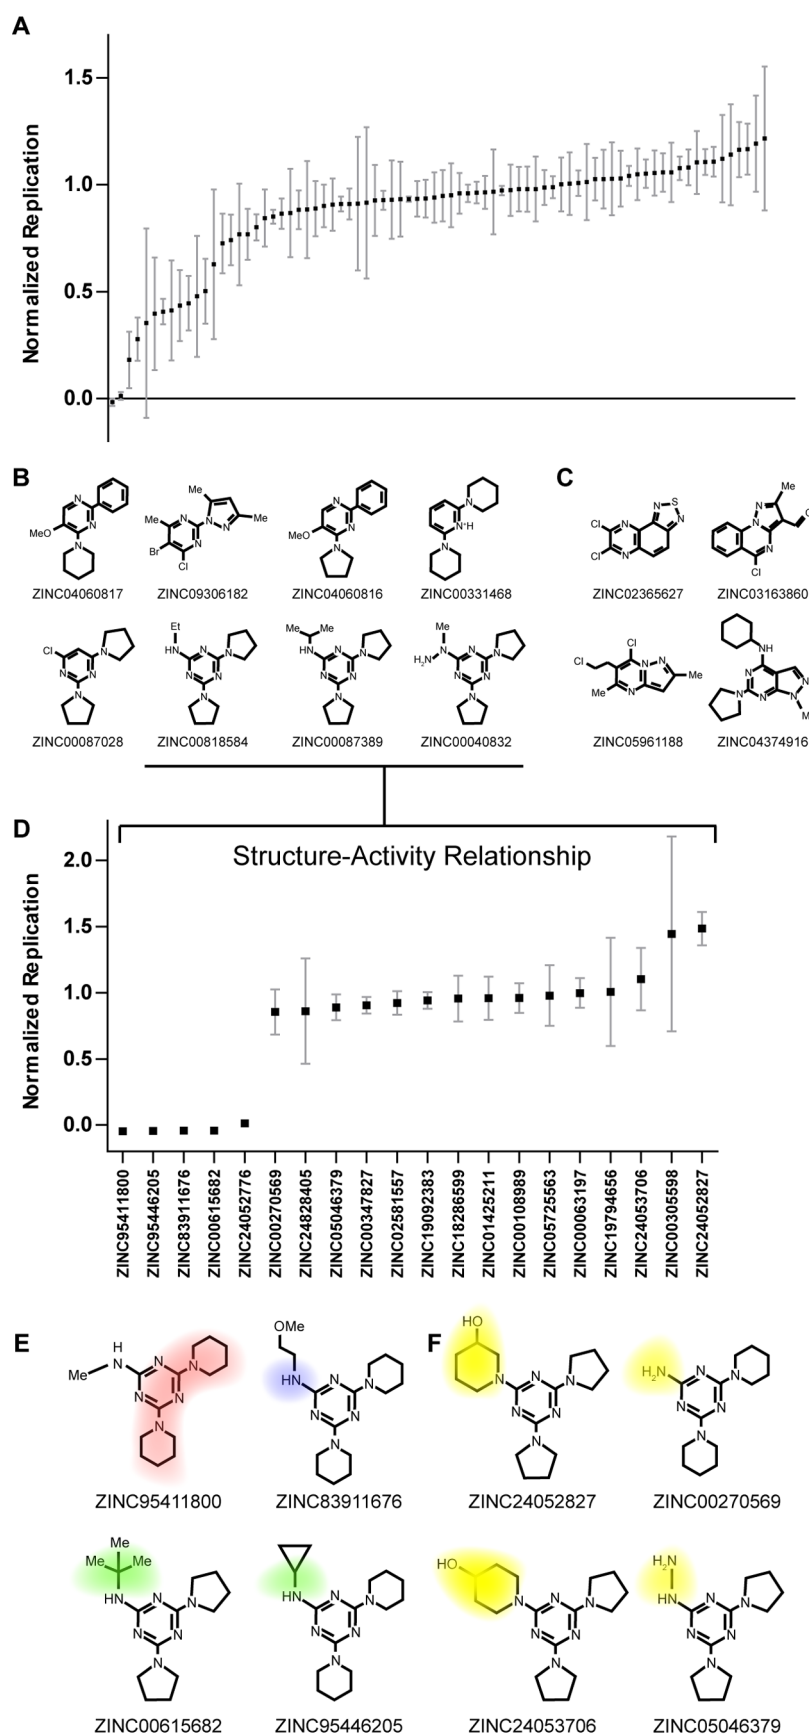 A
Normalized Replication
1.5
1.0
0.5
0.0
B
N
N
MeO
N
ZINC04060817
Me
Me
N
N
N
N
Me
Br
Cl
ZINC09306182
N
N
MeO
N
ZINC04060816
N
N⁺H
N
ZINC00331468
Cl
N
N
N
N
ZINC00087028
Et
HN
N
N
N
N
N
ZINC00818584
Me
Me
HN
N
N
N
N
N
ZINC00087389
Me
N
H₂N
N
N
N
N
N
ZINC00040832
C
N
S
N
Cl
N
Cl
N
ZINC02365627
Me
N
N
N
Cl
ZINC03163860
Cl
Cl
N
N
Me
N
Me
ZINC05961188
NH
N
N
N
N
N
ZINC04374916
D
Structure-Activity Relationship
Normalized Replication
2.0
1.5
1.0
0.5
0.0
ZINC95411800
ZINC95446205
ZINC83911676
ZINC00615682
ZINC24052776
ZINC00270569
ZINC24828405
ZINC05046379
ZINC00347827
ZINC02581557
ZINC19092383
ZINC18286599
ZINC01425211
ZINC00108989
ZINC05725563
ZINC00063197
ZINC19794656
ZINC24053706
ZINC00305598
ZINC24052827
E
H
N
Me
N
N
N
N
N
ZINC95411800
OMe
HN
N
N
N
N
N
ZINC83911676
F
HO
N
N
N
N
N
N
ZINC24052827
H₂N
N
N
N
N
N
ZINC00270569
Me
Me
Me
HN
N
N
N
N
N
ZINC00615682
HN
N
N
N
N
N
ZINC95446205
HO
N
N
N
N
N
N
ZINC24053706
H₂N
HN
N
N
N
N
N
ZINC05046379